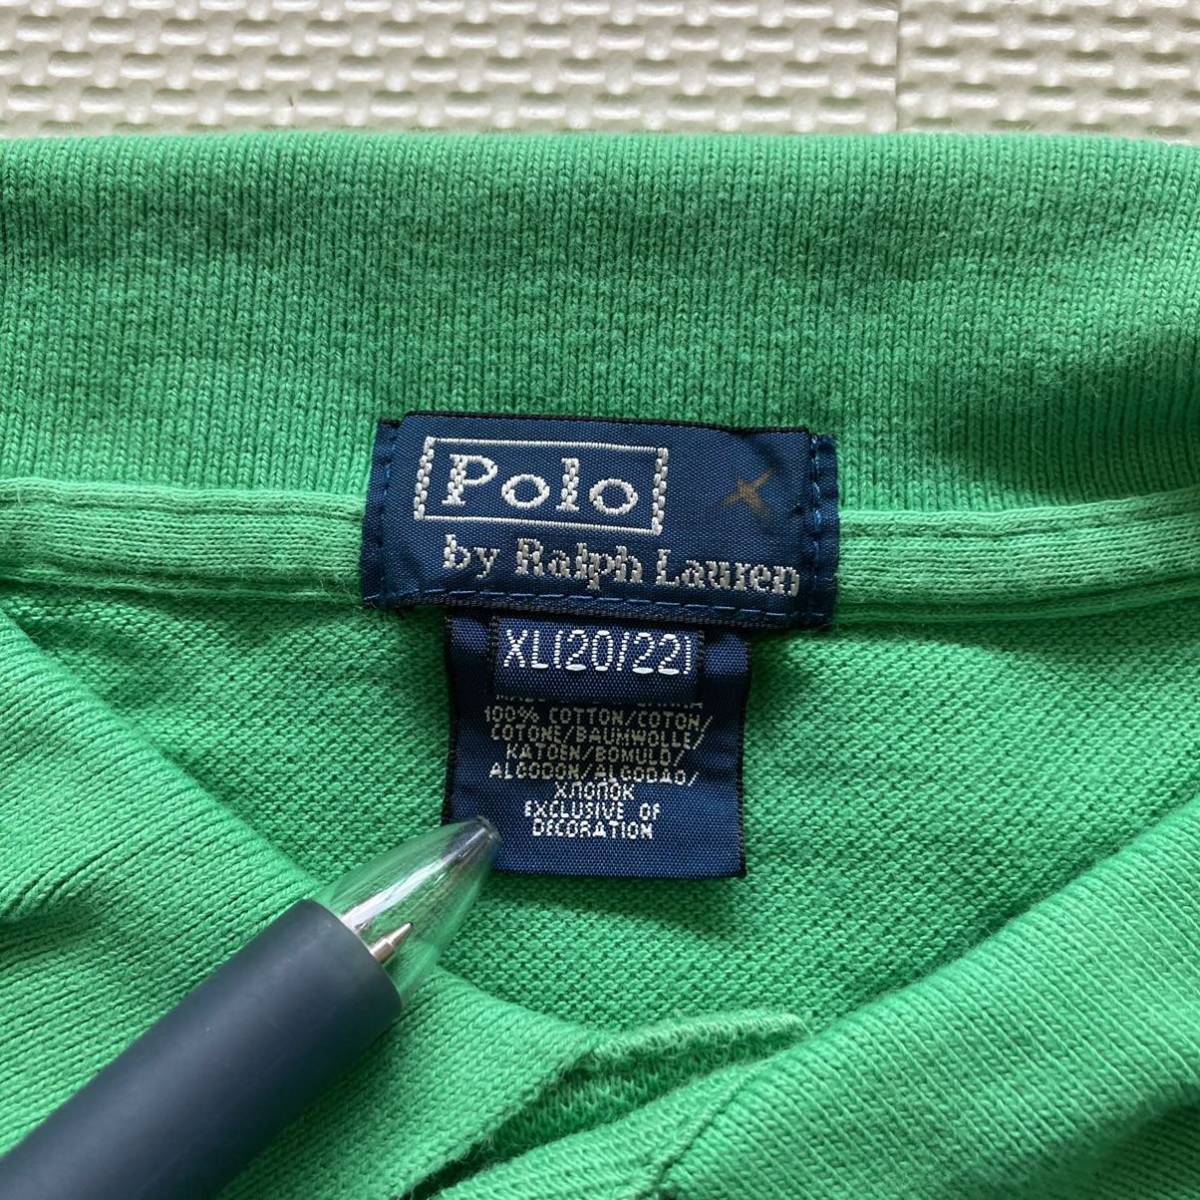 Polo
by Ralph Lauren
XL(20/22)
100% COTTON/COTON/
COTONE/BAUMWOLLE/
KATOEN/BOMULD/
ALGODON/ALGODAO/
ХЛОПОК
EXCLUSIVE OF
DECORATION